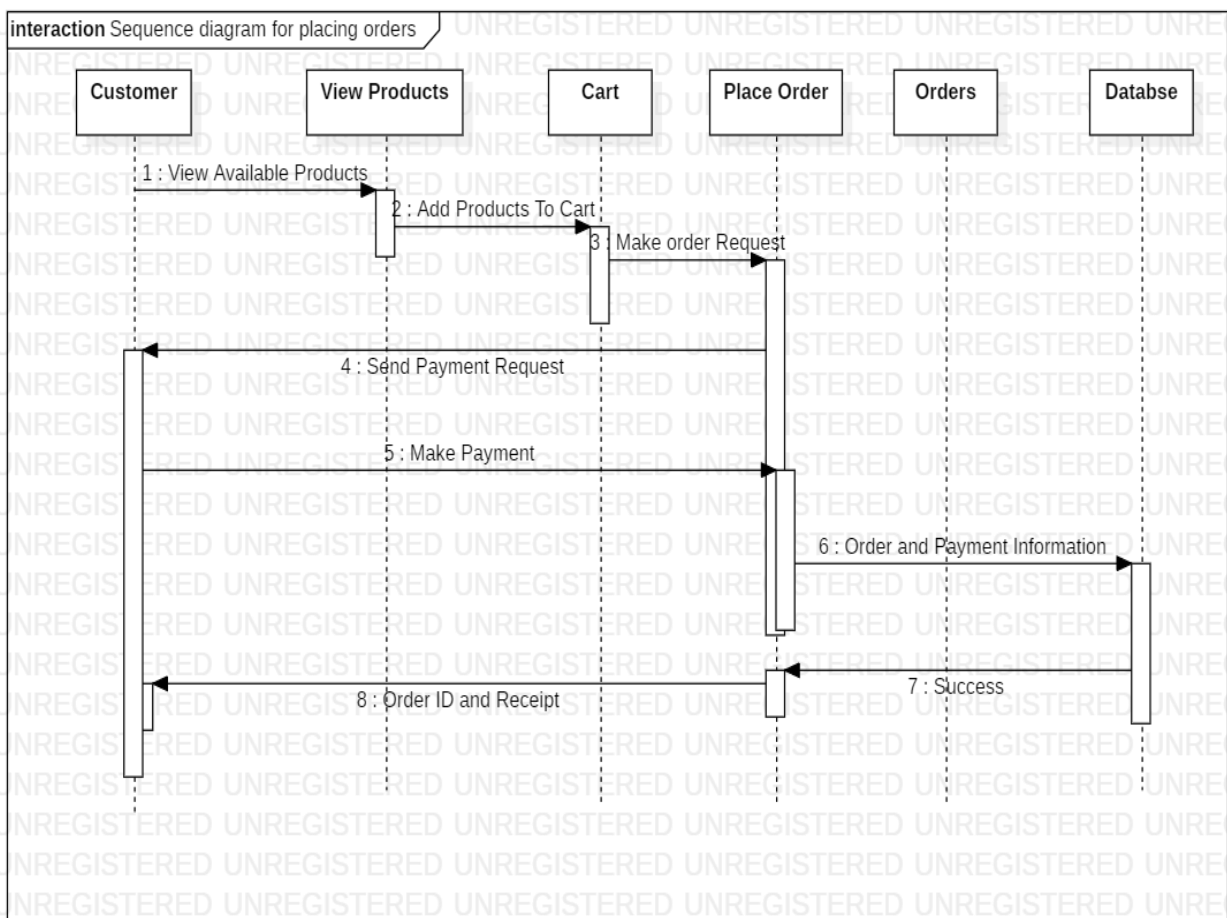 interaction Sequence diagram for placing orders
Customer
View Products
Cart
Place Order
Orders
Databse
1 : View Available Products
2 : Add Products To Cart
3 : Make order Request
4 : Send Payment Request
5 : Make Payment
6 : Order and Payment Information
7 : Success
8 : Order ID and Receipt
UNREGISTERED